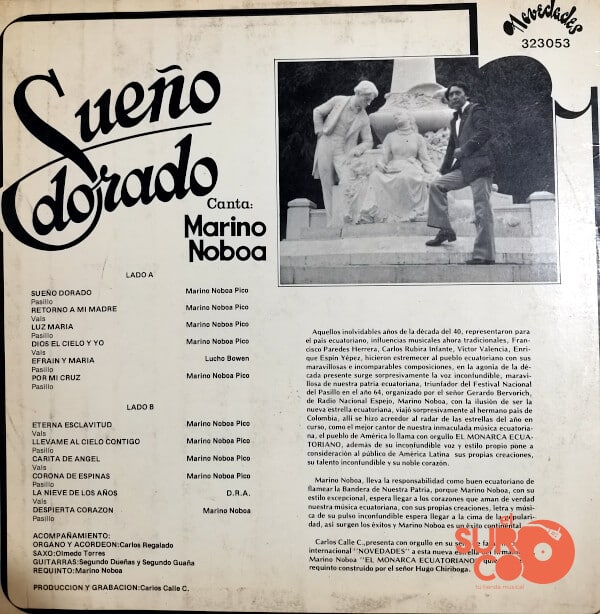 Novedades
323053
Sueño dorado
Canta:
Marino
Noboa
LADO A
SUEÑO DORADO Marino Noboa Pico
Pasillo
RETORNO A MI MADRE Marino Noboa Pico
Vals
LUZ MARIA Marino Noboa Pico
Pasillo
DIOS EL CIELO Y YO Marino Noboa Pico
Vals
EFRAIN Y MARIA Lucho Bowen
Pasillo
POR MI CRUZ Marino Noboa Pico
Pasillo
LADO B
ETERNA ESCLAVITUD Marino Noboa Pico
Vals
LLEVAME AL CIELO CONTIGO Marino Noboa Pico
Pasillo
CARITA DE ANGEL Marino Noboa Pico
Vals
CORONA DE ESPINAS Marino Noboa Pico
Pasillo
LA NIEVE DE LOS AÑOS D.R.A.
Vals
DESPIERTA CORAZON Marino Noboa
Pasillo
ACOMPAÑAMIENTO:
ORGANO Y ACORDEON:Carlos Regalado
SAXO:Olmedo Torres
GUITARRAS:Segundo Dueñas y Segundo Guaña
REQUINTO:Marino Noboa
PRODUCCION Y GRABACION:Carlos Calle C.
Aquellos inolvidables años de la década del 40, representaron para
el país ecuatoriano, influencias musicales ahora tradicionales, Fran-
cisco Paredes Herrera, Carlos Rubira Infante, Víctor Valencia, Enri-
que Espín Yépez, hicieron estremecer al pueblo ecuatoriano con sus
maravillosas e incomparables composiciones, en la agonía de la dé-
cada presente surge sorpresivamente la voz inconfundible, maravi-
llosa de nuestra patria ecuatoriana, triunfador del Festival Nacional
del Pasillo en el año 64, organizado por el señor Gerardo Bervorich,
de Radio Nacional Espejo, Marino Noboa, con la ilusión de ser la
nueva estrella ecuatoriana, viajó sorpresivamente al hermano país de
Colombia, allí se hizo acreedor al radar de las estrellas del año en
curso, como el mejor cantor de nuestra inmaculada música ecuatoria-
na, el pueblo de América lo llama con orgullo EL MONARCA ECUA-
TORIANO, además de su inconfundible voz y estilo propio pone a
consideración al público de América Latina sus propias creaciones,
su talento inconfundible y su noble corazón.
Marino Noboa, lleva la responsabilidad como buen ecuatoriano de
flamear la Bandera de Nuestra Patria, porque Marino Noboa, con su
estilo excepcional, espera llegar a los corazones que aman de verdad
nuestra música ecuatoriana, con sus propias creaciones, letra y mú-
sica de su pulso inconfundible espera llegar a la cima de la populari-
dad, así surgen los éxitos y Marino Noboa es un éxito continental.
Carlos Calle C., presenta con orgullo en su
internacional "NOVEDADES" a esta nueva estrella
Marino Noboa "EL MONARCA ECUATORIANO"
requinto construído por el señor Hugo Chiriboga.
EL
SURCO
tu tienda musical